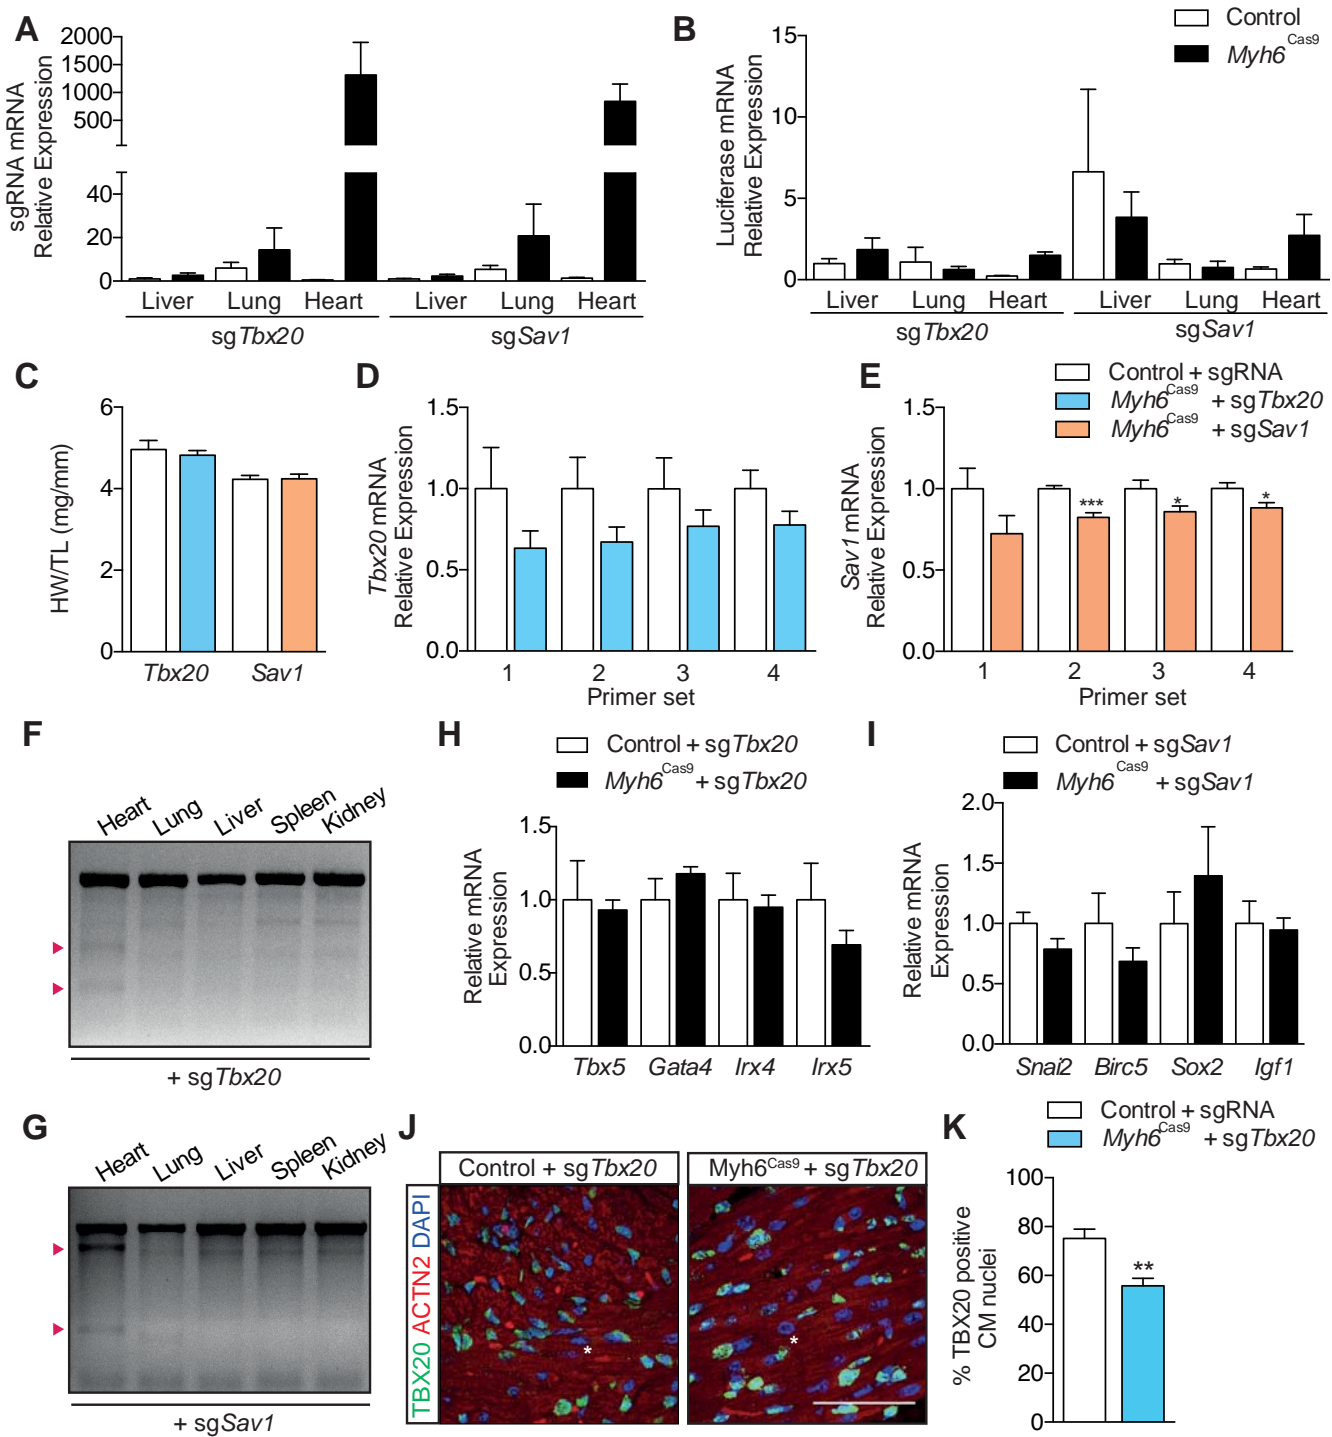 A
sgRNA mRNA
Relative Expression
2000
1500
1000
500
40
20
0
Liver Lung Heart Liver Lung Heart
sgTbx20 sgSav1
B
Control
Myh6Cas9
Luciferase mRNA
Relative Expression
15
10
5
0
Liver Lung Heart Liver Lung Heart
sgTbx20 sgSav1
C
HW/TL (mg/mm)
6
4
2
0
Tbx20 Sav1
D
Tbx20 mRNA
Relative Expression
1.5
1.0
0.5
0.0
1 2 3 4
Primer set
E
Control + sgRNA
Myh6Cas9 + sgTbx20
Myh6Cas9 + sgSav1
Sav1 mRNA
Relative Expression
1.5
1.0
0.5
0.0
*** * *
1 2 3 4
Primer set
F
Heart Lung Liver Spleen Kidney
+ sgTbx20
G
Heart Lung Liver Spleen Kidney
+ sgSav1
H
Control + sgTbx20
Myh6Cas9 + sgTbx20
Relative mRNA
Expression
1.5
1.0
0.5
0.0
Tbx5 Gata4 Irx4 Irx5
I
Control + sgSav1
Myh6Cas9 + sgSav1
Relative mRNA
Expression
2.0
1.5
1.0
0.5
0.0
Snai2 Birc5 Sox2 Igf1
J
Control + sgTbx20 Myh6Cas9 + sgTbx20
TBX20 ACTN2 DAPI
* *
K
Control + sgRNA
Myh6Cas9 + sgTbx20
% TBX20 positive
CM nuclei
100
80
60
40
20
0
**